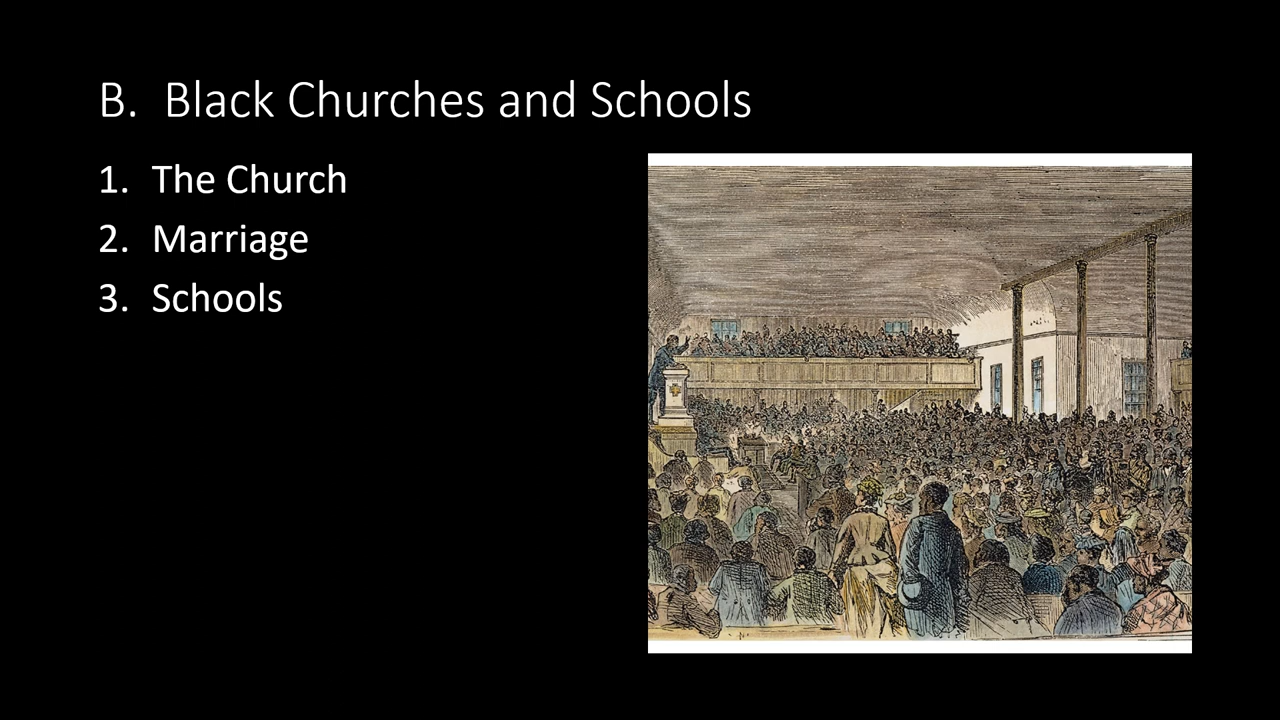 B. Black Churches and Schools
1. The Church
2. Marriage
3. Schools